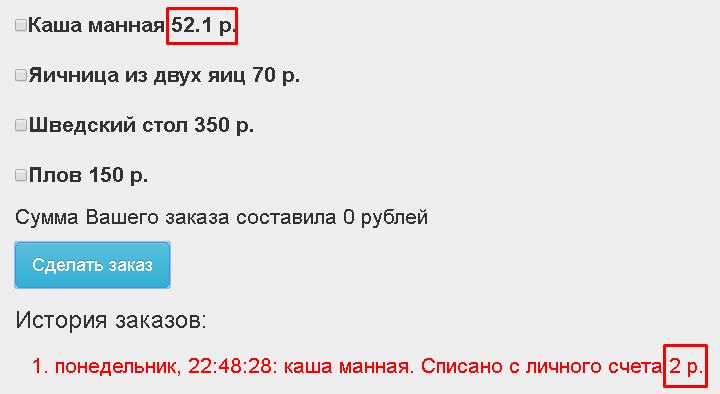 Каша манная 52.1 р.
Яичница из двух яиц 70 р.
Шведский стол 350 р.
Плов 150 р.
Сумма Вашего заказа составила 0 рублей
Сделать заказ
История заказов:
1. понедельник, 22:48:28: каша манная. Списано с личного счета 2 р.